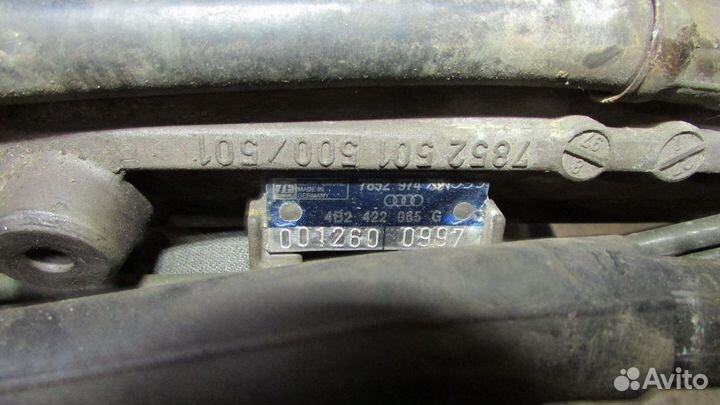 7852 501 500/501
ZF MADE IN GERMANY
7852 974
4B2 422 065 G
001260 0997
Avito